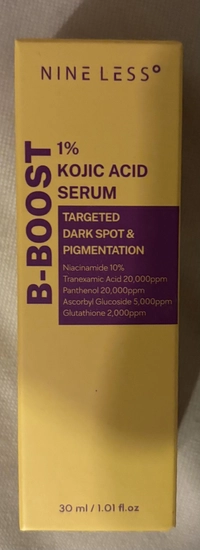 NINE LESS°
B-BOOST
1%
KOJIC ACID
SERUM
TARGETED
DARK SPOT &
PIGMENTATION
Niacinamide 10%
Tranexamic Acid 20,000ppm
Panthenol 20,000ppm
Ascorbyl Glucoside 5,000ppm
Glutathione 2,000ppm
30 ml / 1.01 fl.oz